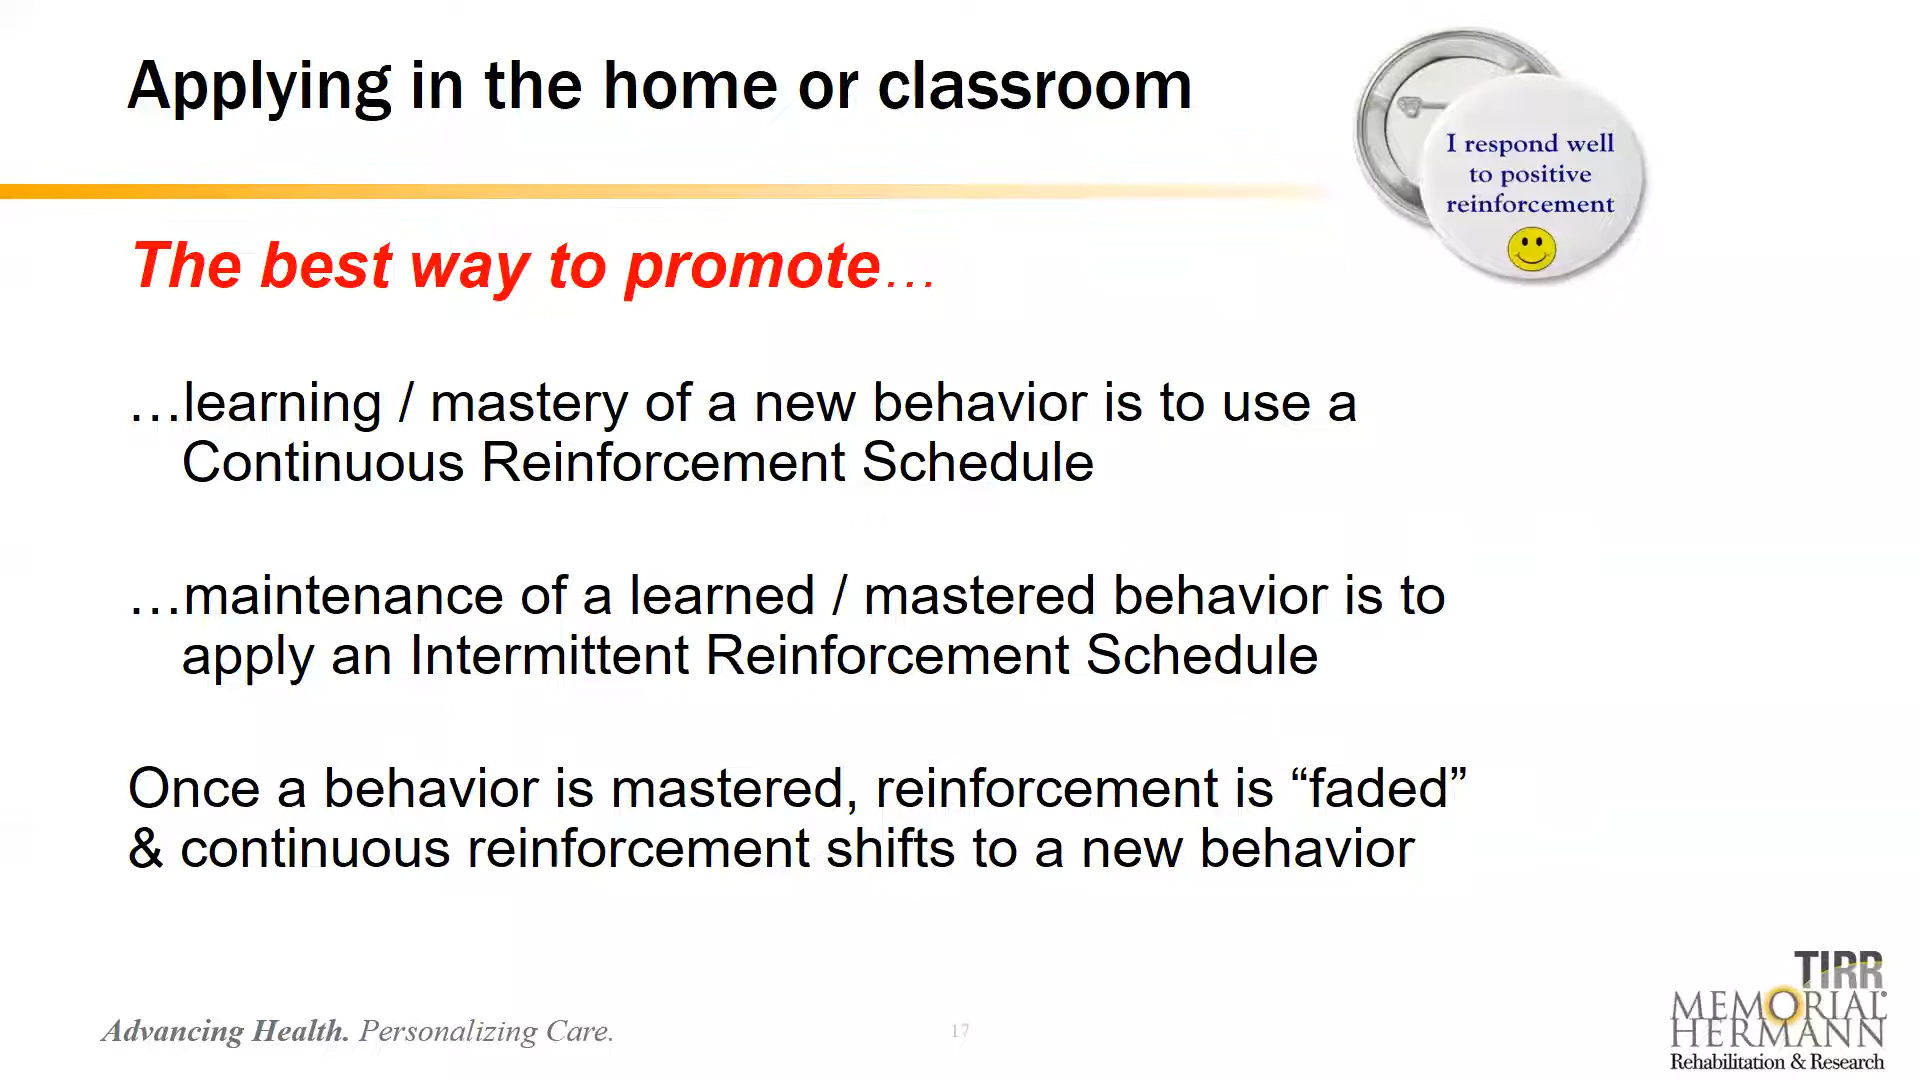 Applying in the home or classroom
I respond well
to positive
reinforcement
The best way to promote…
…learning / mastery of a new behavior is to use a
Continuous Reinforcement Schedule
…maintenance of a learned / mastered behavior is to
apply an Intermittent Reinforcement Schedule
Once a behavior is mastered, reinforcement is “faded”
& continuous reinforcement shifts to a new behavior
Advancing Health. Personalizing Care.
17
TIRR
MEMORIAL®
HERMANN
Rehabilitation & Research